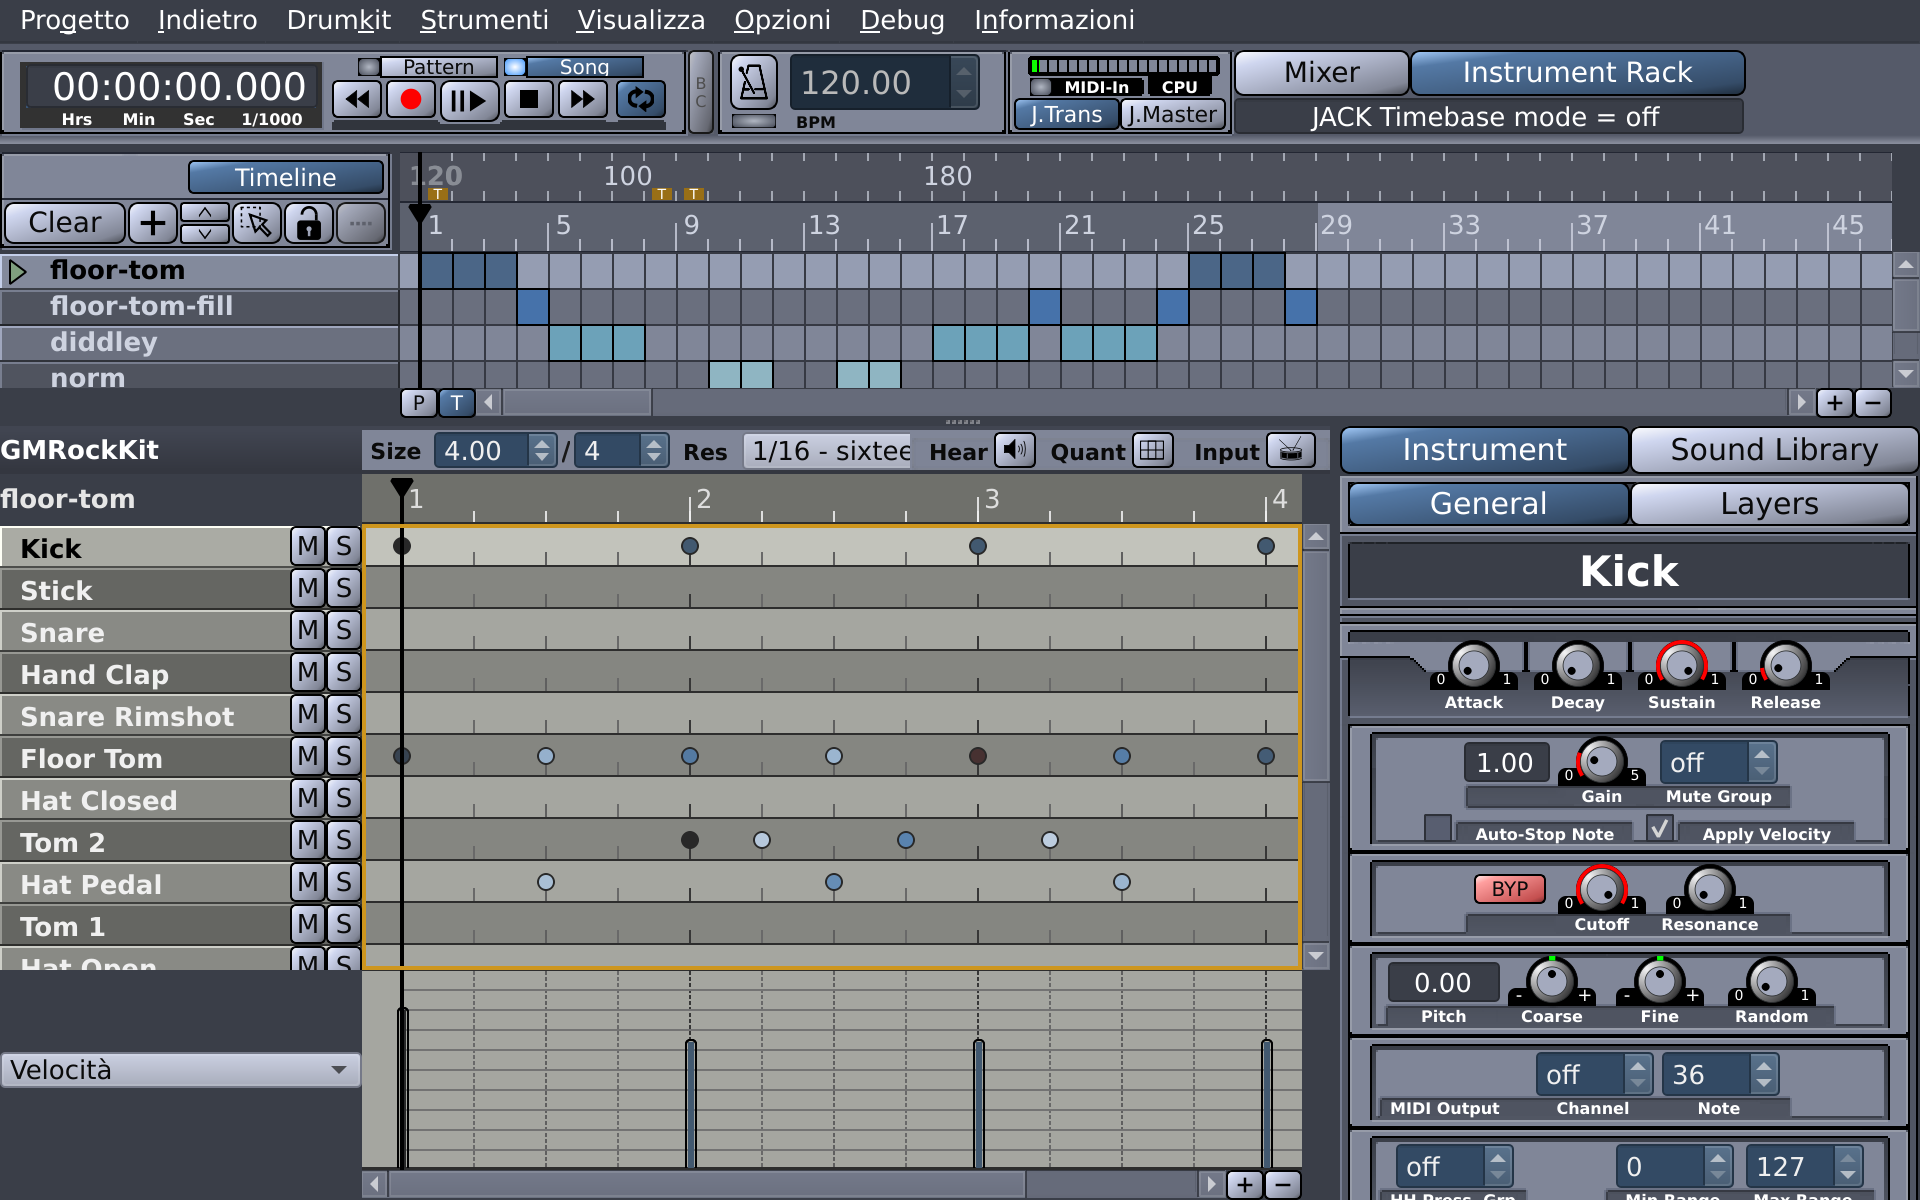 Progetto Indietro Drumkit Strumenti Visualizza Opzioni Debug Informazioni
00:00:00.000
Hrs Min Sec 1/1000
Pattern Song
B
C
120.00
BPM
MIDI-In CPU
J.Trans J.Master
Mixer Instrument Rack
JACK Timebase mode = off
Timeline
120 100 180
T T T
Clear
1 5 9 13 17 21 25 29 33 37 41 45
floor-tom
floor-tom-fill
diddley
norm
P T
GMRockKit
Size 4.00 / 4 Res 1/16 - sixtee Hear Quant Input
floor-tom
1 2 3 4
Kick M S
Stick M S
Snare M S
Hand Clap M S
Snare Rimshot M S
Floor Tom M S
Hat Closed M S
Tom 2 M S
Hat Pedal M S
Tom 1 M S
Hat Open M S
Velocità
Instrument Sound Library
General Layers
Kick
0 1 0 1 0 1 0 1
Attack Decay Sustain Release
1.00 0 5 off
Gain Mute Group
Auto-Stop Note Apply Velocity
BYP 0 1 0 1
Cutoff Resonance
0.00 - + - + 0 1
Pitch Coarse Fine Random
off 36
MIDI Output Channel Note
off 0 127
HH Press. Grp Min Range Max Range